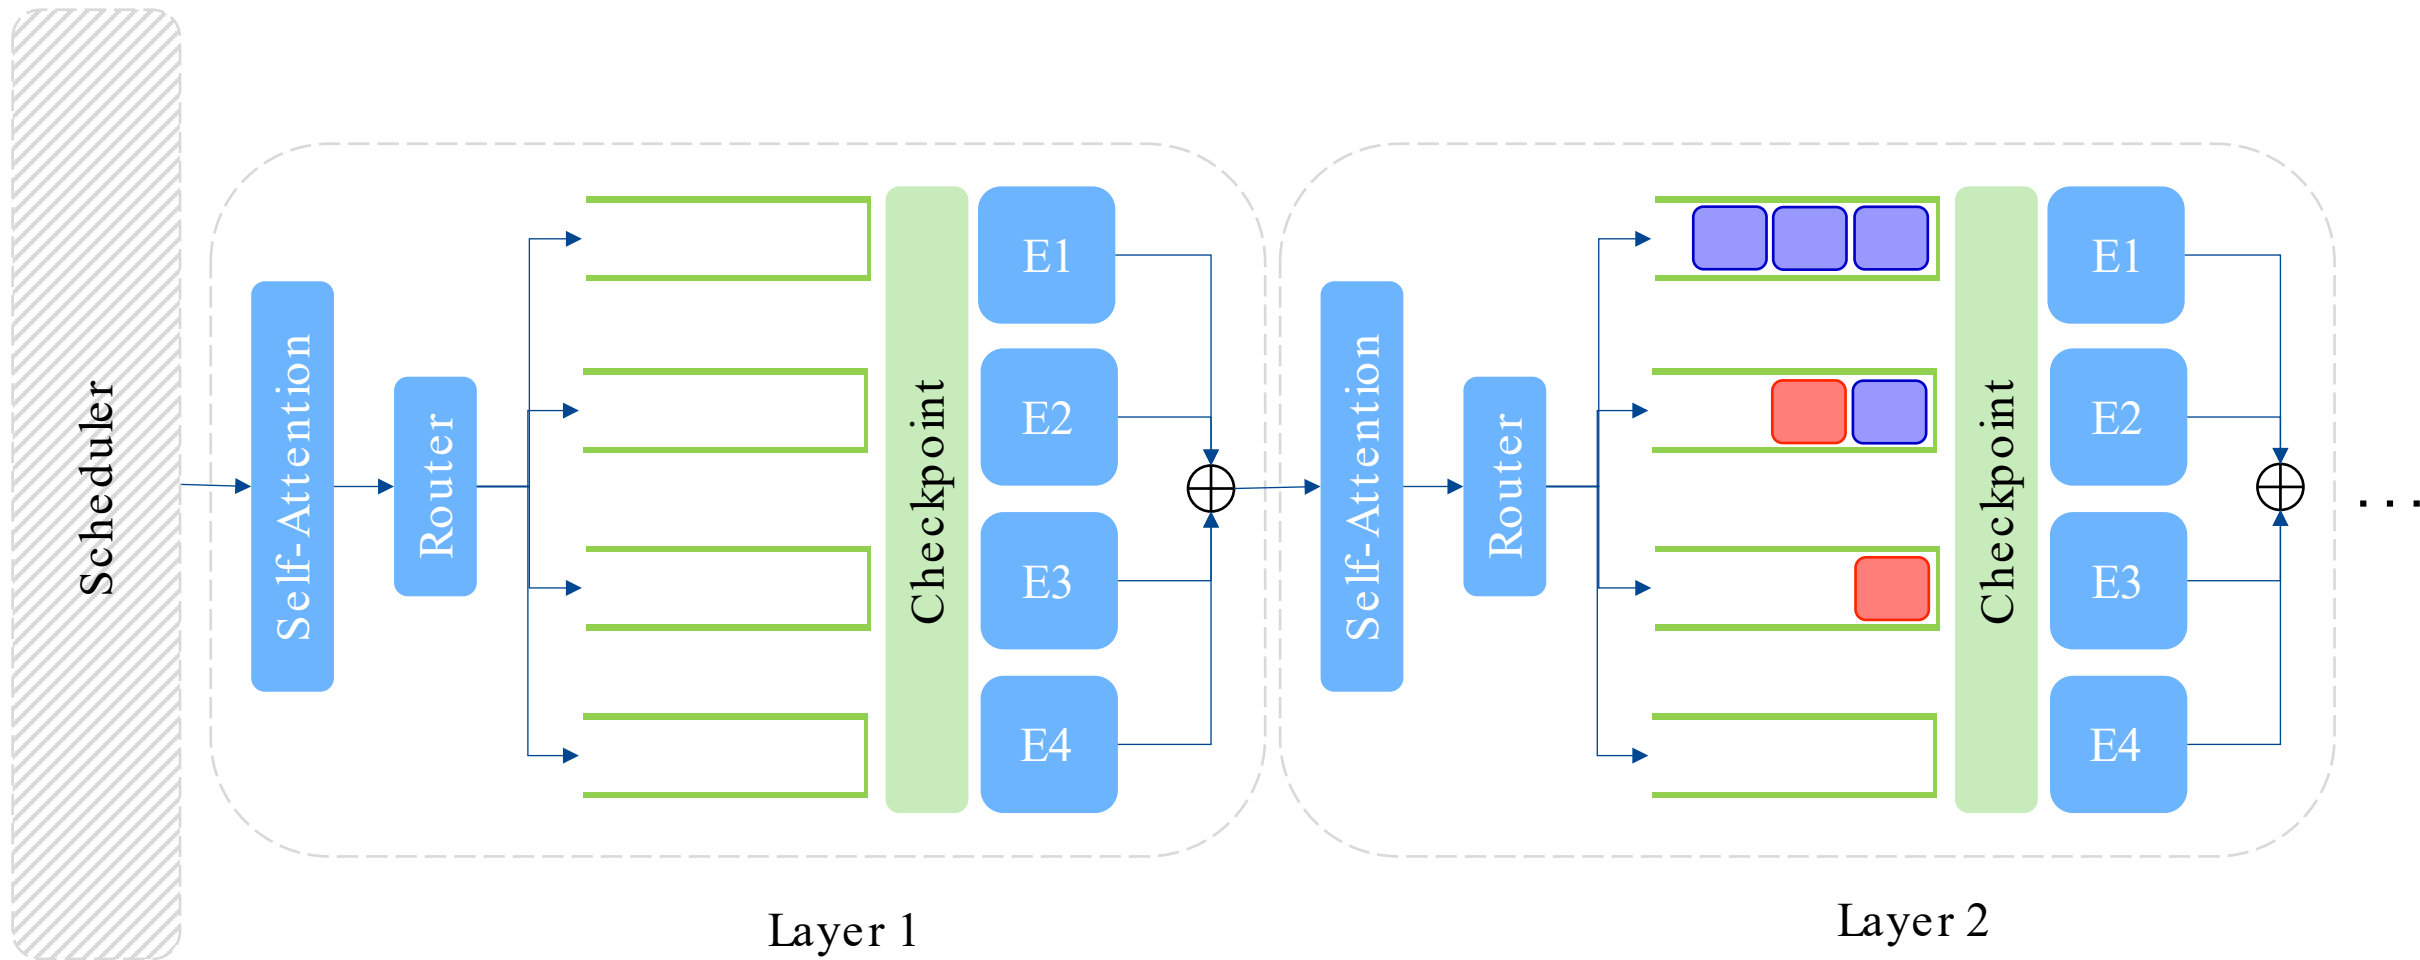 Scheduler
Self-Attention
Router
Checkpoint
E1
E2
E3
E4
Layer 1
Self-Attention
Router
Checkpoint
E1
E2
E3
E4
...
Layer 2